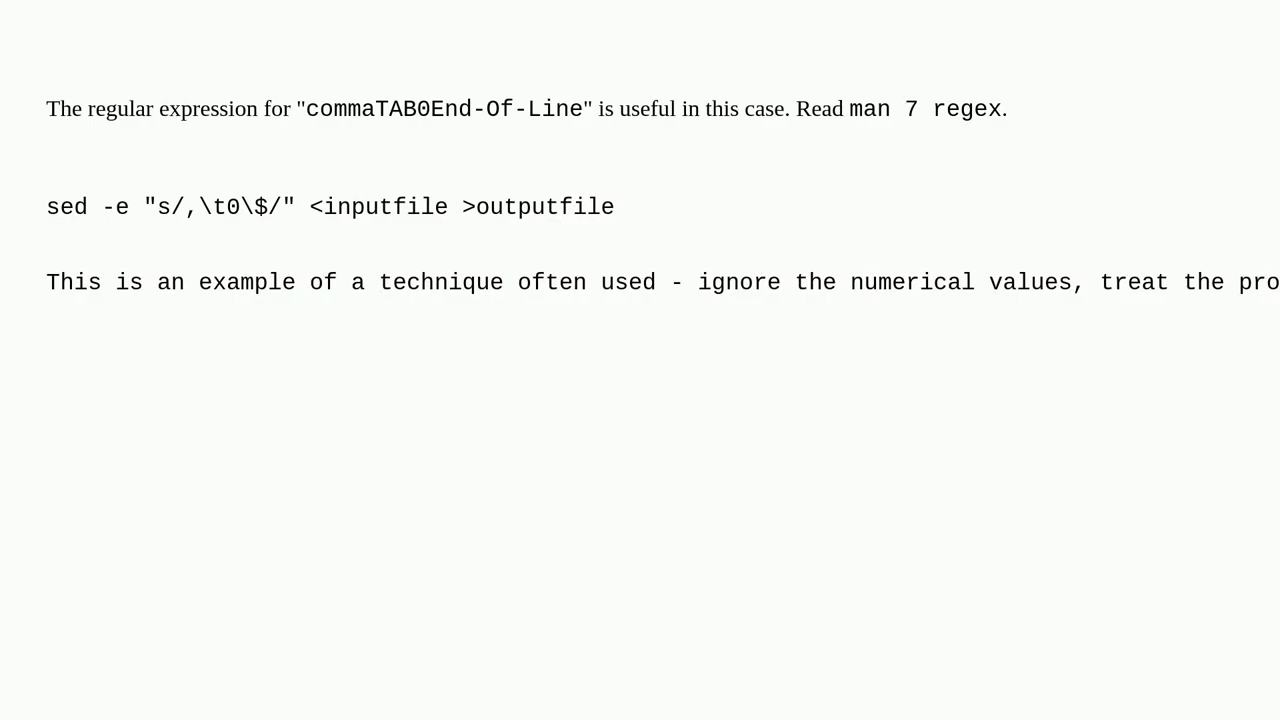 The regular expression for "commaTAB0End-Of-Line" is useful in this case. Read man 7 regex.
sed -e "s/,\t0\$/" <inputfile >outputfile
This is an example of a technique often used - ignore the numerical values, treat the